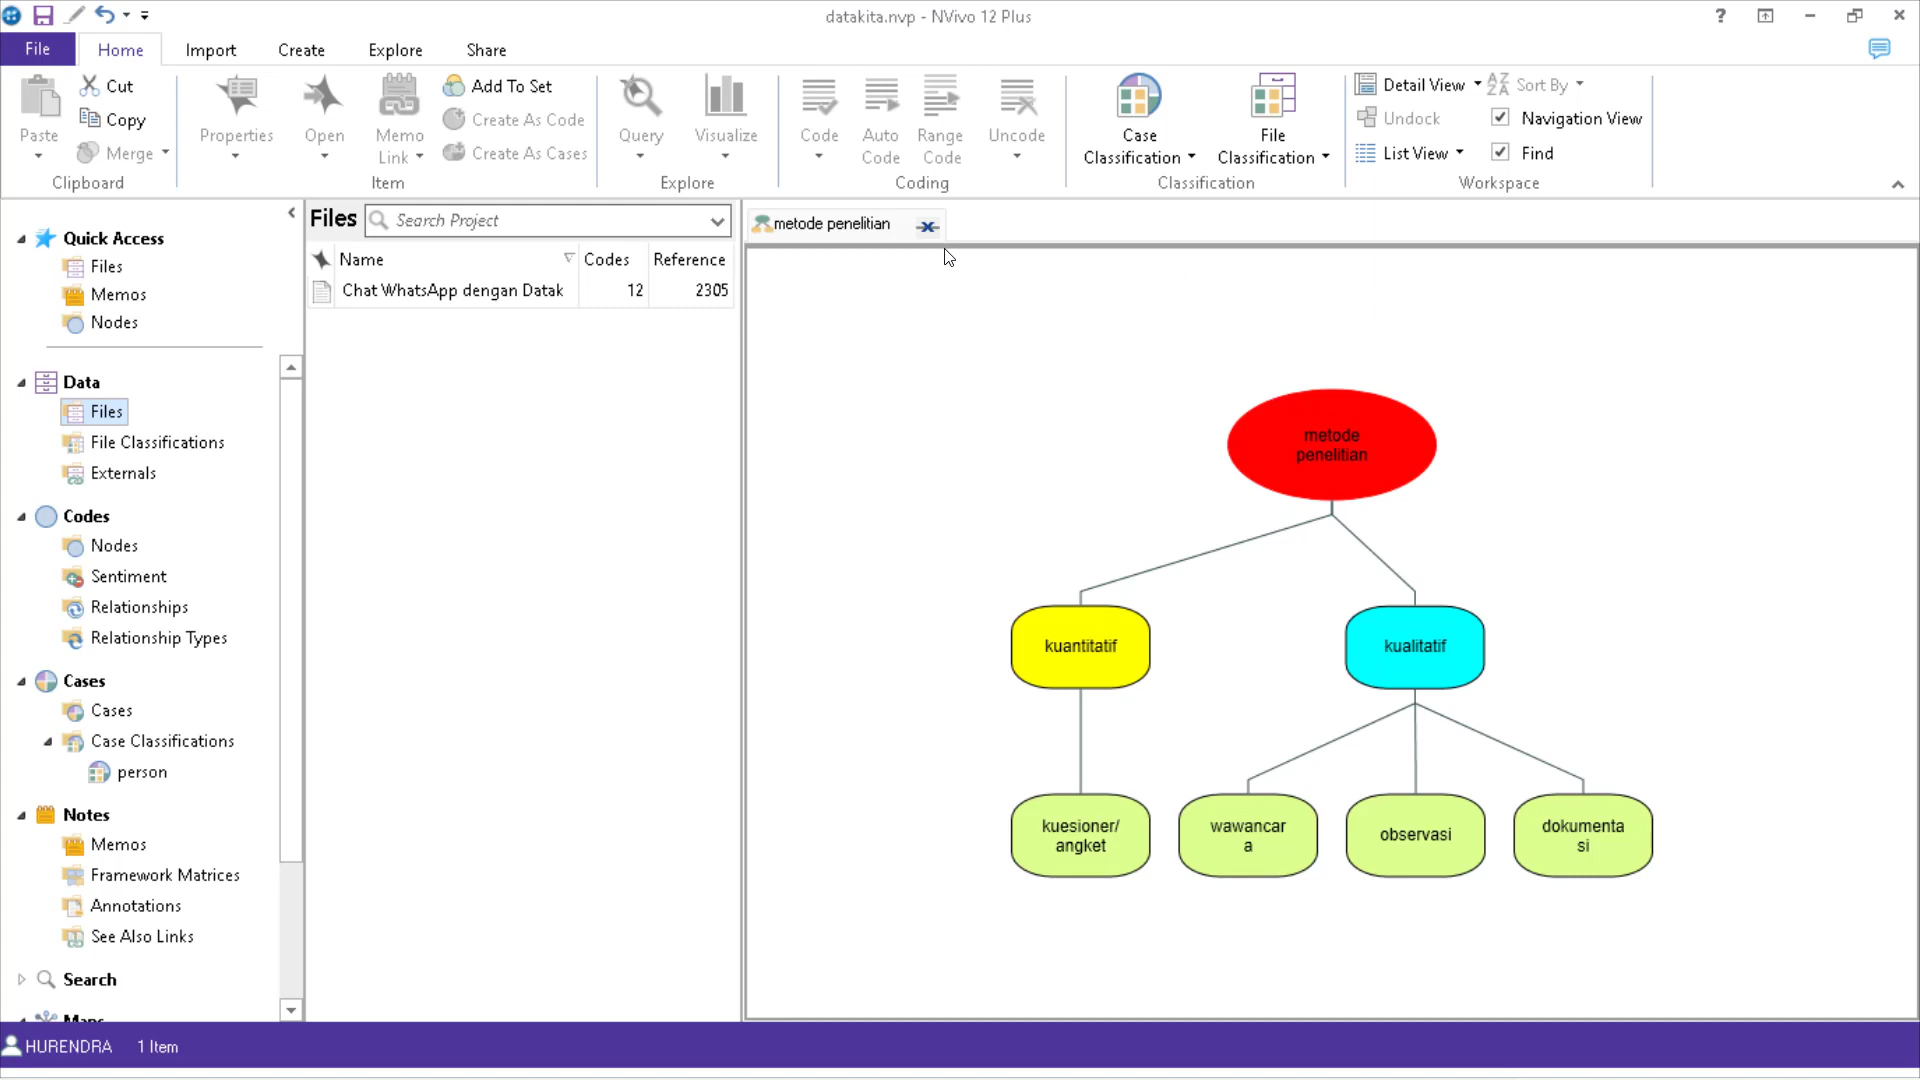 datakita.nvp - NVivo 12 Plus
File
Home
Import
Create
Explore
Share
Paste
Cut
Copy
Merge
Clipboard
Properties
Open
Memo
Link
Add To Set
Create As Code
Create As Cases
Item
Query
Visualize
Explore
Code
Auto
Code
Range
Code
Uncode
Coding
Case
Classification
File
Classification
Classification
Detail View
Sort By
Undock
Navigation View
List View
Find
Workspace
Quick Access
Files
Memos
Nodes
Data
Files
File Classifications
Externals
Codes
Nodes
Sentiment
Relationships
Relationship Types
Cases
Cases
Case Classifications
person
Notes
Memos
Framework Matrices
Annotations
See Also Links
Search
Maps
Files
Search Project
Name Codes Reference
Chat WhatsApp dengan Datak 12 2305
metode penelitian
metode
penelitian
kuantitatif
kualitatif
kuesioner/
angket
wawancar
a
observasi
dokumenta
si
HURENDRA 1 Item